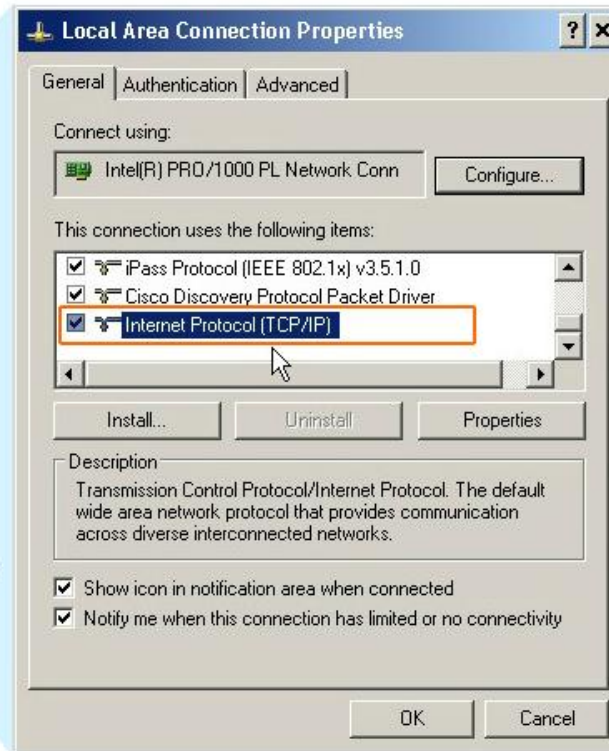 Local Area Connection Properties
General
Authentication
Advanced
Connect using:
Intel(R) PRO/1000 PL Network Conn
Configure...
This connection uses the following items:
iPass Protocol (IEEE 802.1x) v3.5.1.0
Cisco Discovery Protocol Packet Driver
Internet Protocol (TCP/IP)
Install...
Uninstall
Properties
Description
Transmission Control Protocol/Internet Protocol. The default
wide area network protocol that provides communication
across diverse interconnected networks.
Show icon in notification area when connected
Notify me when this connection has limited or no connectivity
OK
Cancel